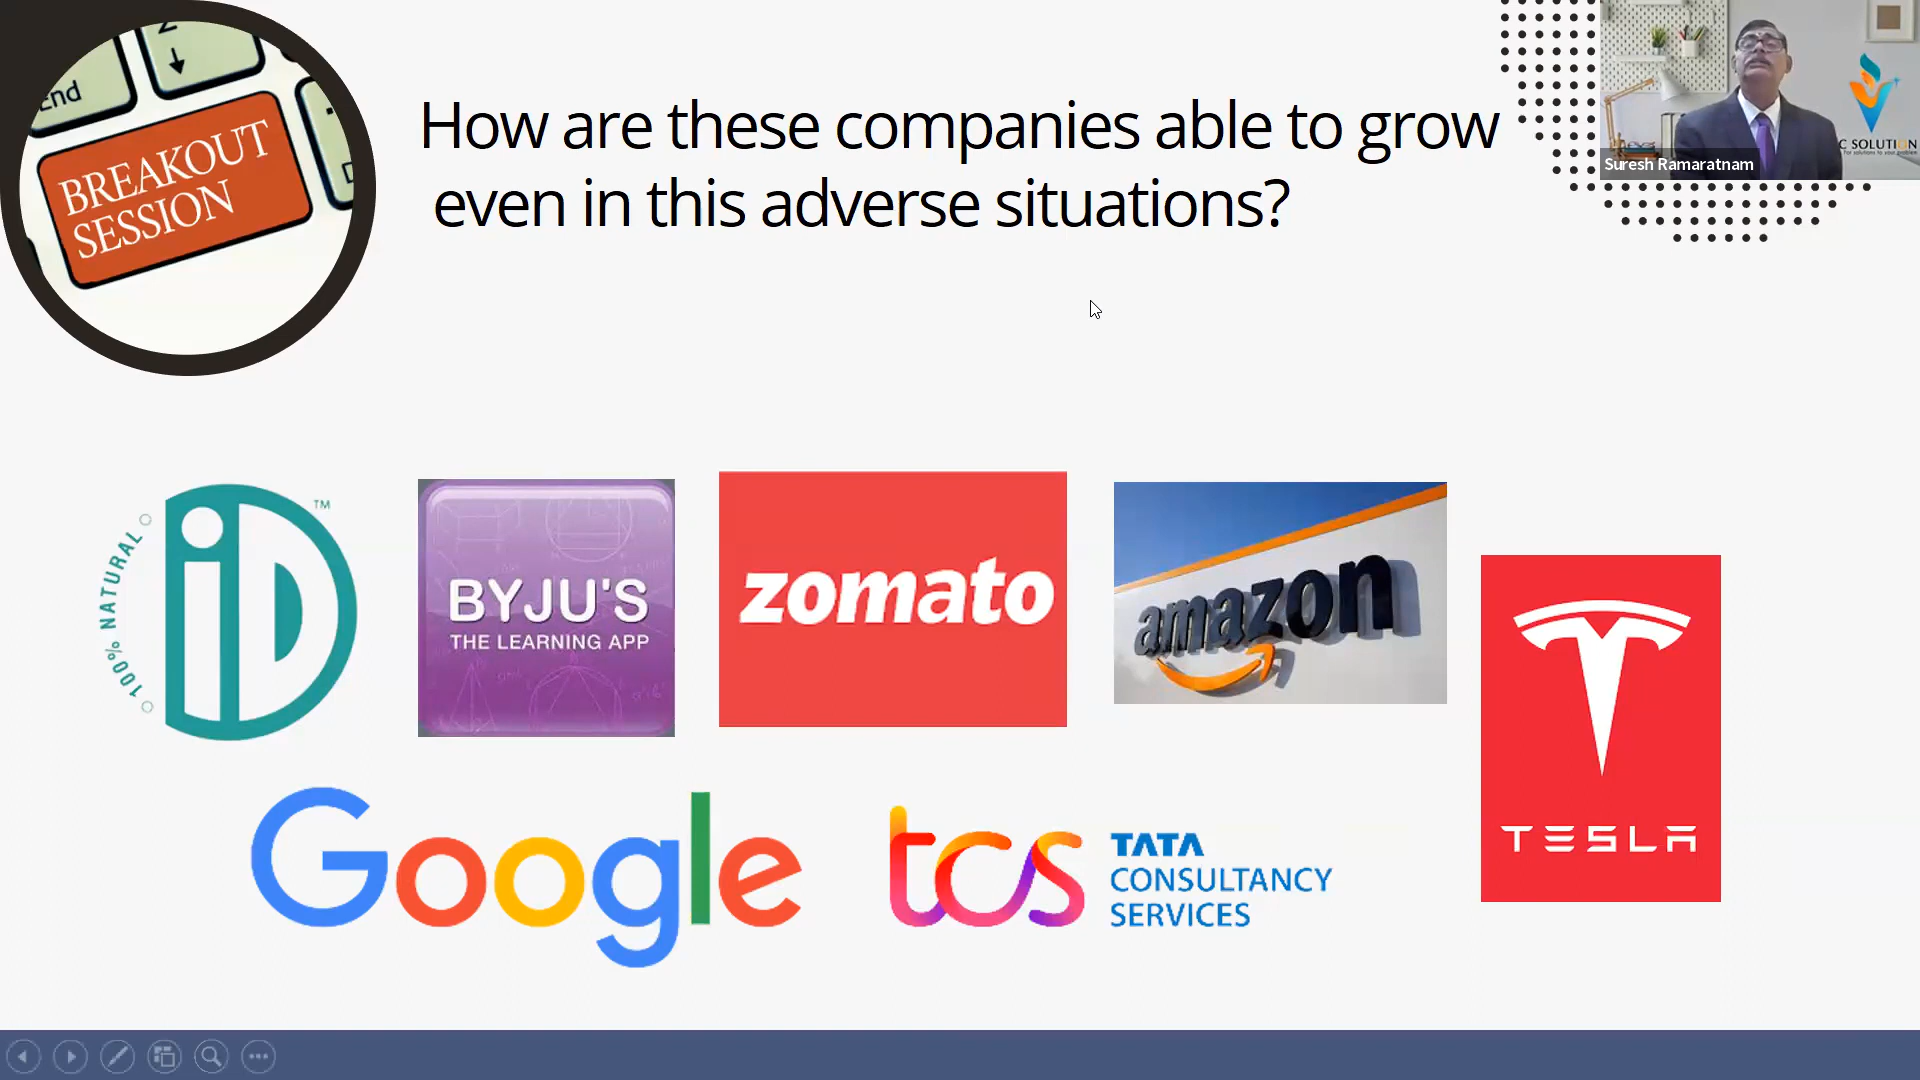 End
BREAKOUT
SESSION
How are these companies able to grow
even in this adverse situations?
Suresh Ramaratnam
C SOLUTION
100% NATURAL
iD
TM
BYJU'S
THE LEARNING APP
zomato
amazon
TESLA
Google
tcs
TATA
CONSULTANCY
SERVICES